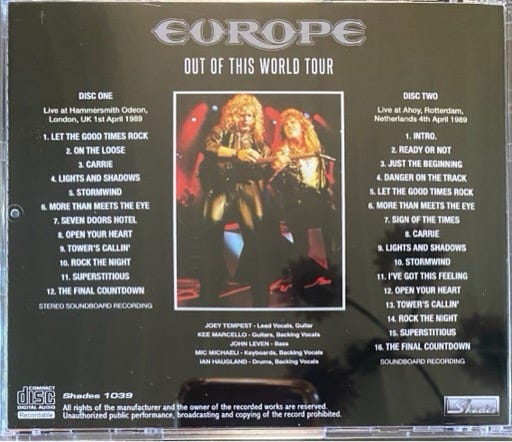 EUROPE
OUT OF THIS WORLD TOUR
DISC ONE
Live at Hammersmith Odeon,
London, UK 1st April 1989
1. LET THE GOOD TIMES ROCK
2. ON THE LOOSE
3. CARRIE
4. LIGHTS AND SHADOWS
5. STORMWIND
6. MORE THAN MEETS THE EYE
7. SEVEN DOORS HOTEL
8. OPEN YOUR HEART
9. TOWER'S CALLIN'
10. ROCK THE NIGHT
11. SUPERSTITIOUS
12. THE FINAL COUNTDOWN
STEREO SOUNDBOARD RECORDING
DISC TWO
Live at Ahoy, Rotterdam,
Netherlands 4th April 1989
1. INTRO.
2. READY OR NOT
3. JUST THE BEGINNING
4. DANGER ON THE TRACK
5. LET THE GOOD TIMES ROCK
6. MORE THAN MEETS THE EYE
7. SIGN OF THE TIMES
8. CARRIE
9. LIGHTS AND SHADOWS
10. STORMWIND
11. I'VE GOT THIS FEELING
12. OPEN YOUR HEART
13. TOWER'S CALLIN'
14. ROCK THE NIGHT
15. SUPERSTITIOUS
16. THE FINAL COUNTDOWN
SOUNDBOARD RECORDING
JOEY TEMPEST - Lead Vocals, Guitar
KEE MARCELLO - Guitars, Backing Vocals
JOHN LEVEN - Bass
MIC MICHAELI - Keyboards, Backing Vocals
IAN HAUGLAND - Drums, Backing Vocals
COMPACT
disc
DIGITAL AUDIO
Recordable
Shades 1039
All rights of the manufacturer and the owner of the recorded works are reserved.
Unauthorized public performance, broadcasting and copying of the record prohibited.
Shades